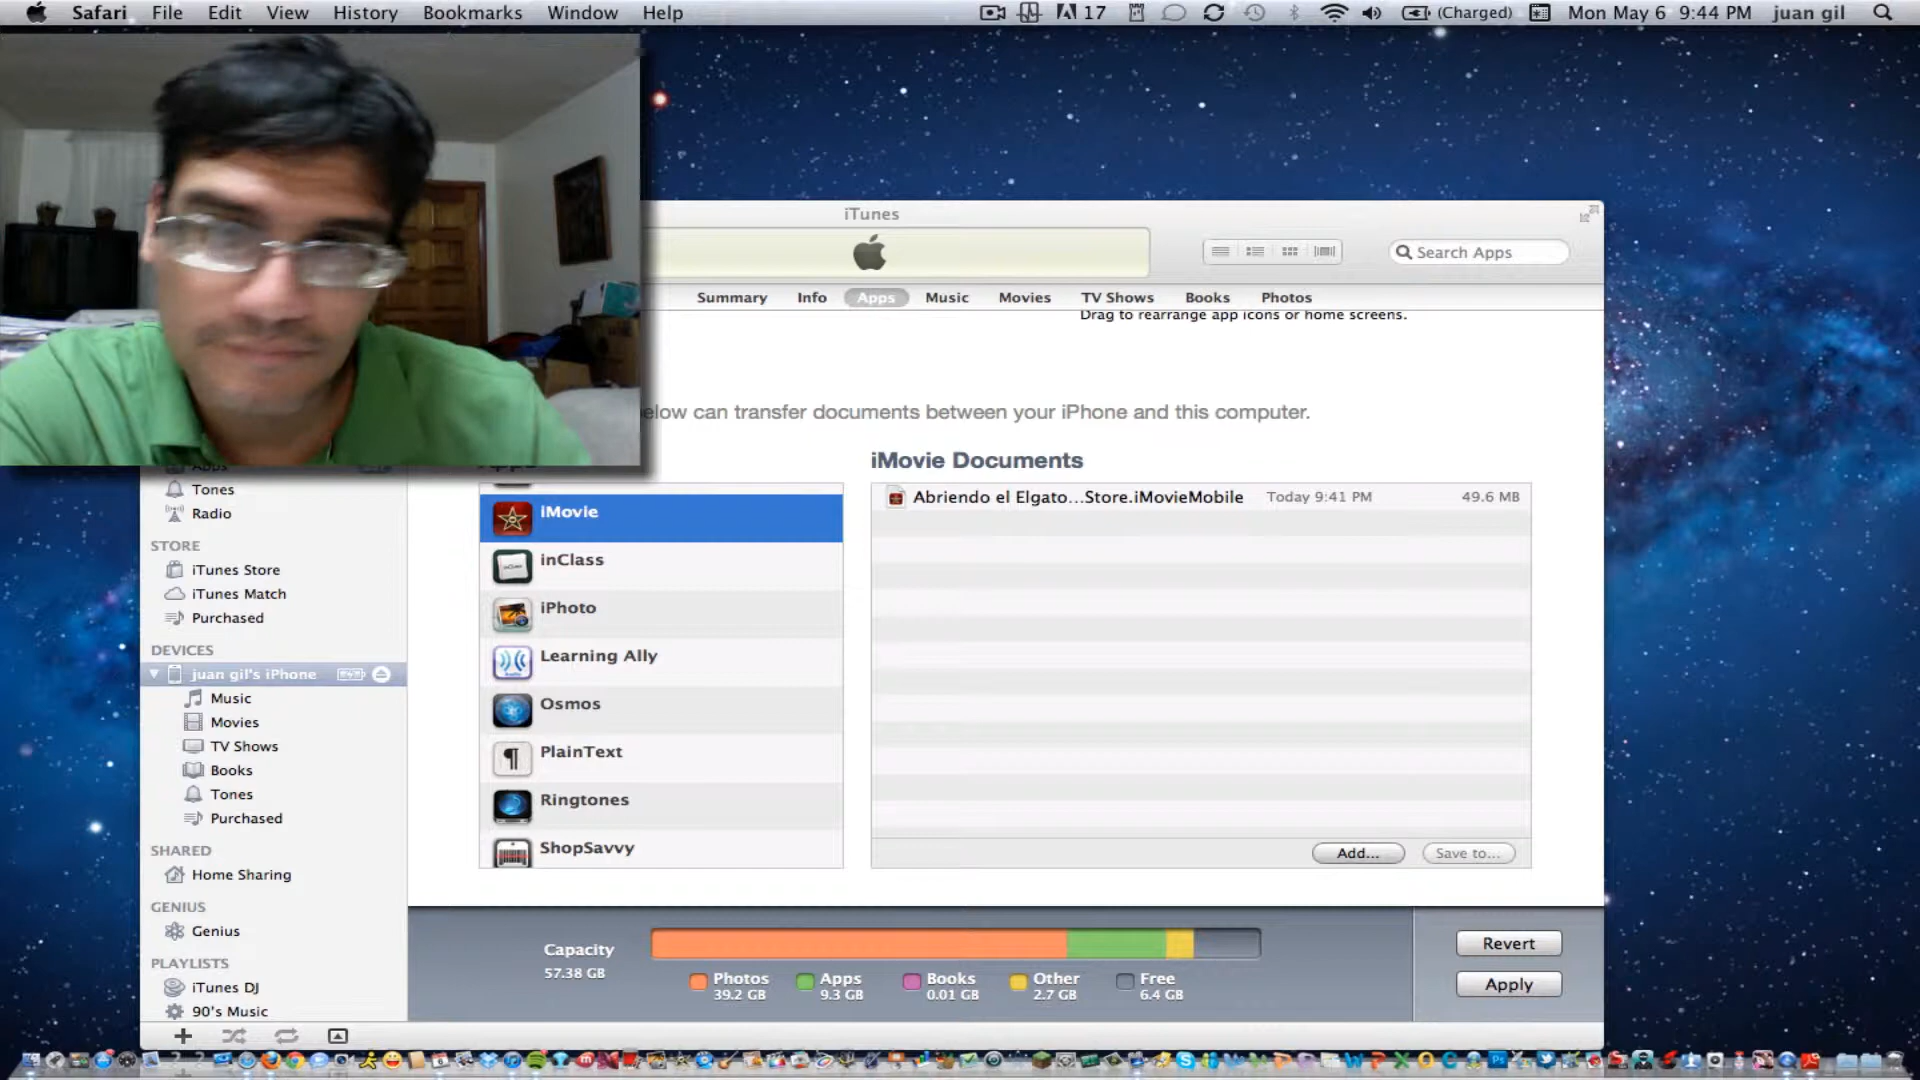 Safari File Edit View History Bookmarks Window Help 17 (Charged) Mon May 6 9:44 PM juan gil
iTunes
Search Apps
Summary Info Apps Music Movies TV Shows Books Photos
Drag to rearrange app icons or home screens.
elow can transfer documents between your iPhone and this computer.
Apps
Tones
Radio
STORE
iTunes Store
iTunes Match
Purchased
DEVICES
juan gil's iPhone
Music
Movies
TV Shows
Books
Tones
Purchased
SHARED
Home Sharing
GENIUS
Genius
PLAYLISTS
iTunes DJ
90's Music
iMovie
inClass
iPhoto
Learning Ally
Osmos
PlainText
Ringtones
ShopSavvy
iMovie Documents
Abriendo el Elgato...Store.iMovieMobile Today 9:41 PM 49.6 MB
Add... Save to...
Capacity
57.38 GB
Photos Apps Books Other Free
39.2 GB 9.3 GB 0.01 GB 2.7 GB 6.4 GB
Revert
Apply